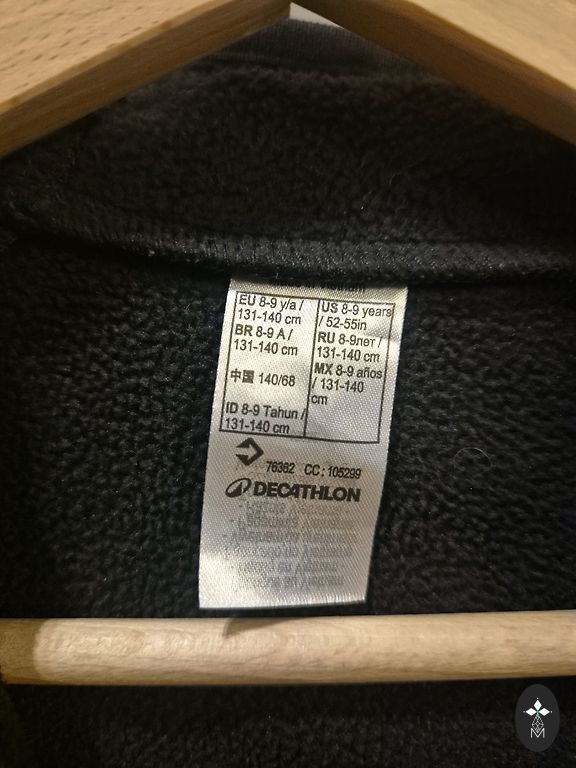 EU 8-9 y/a /
131-140 cm
BR 8-9 A /
131-140 cm
中国 140/68
ID 8-9 Tahun /
131-140 cm
US 8-9 years
/ 52-55in
RU 8-9лет /
131-140 cm
MX 8-9 años
/ 131-140
cm
76362 CC : 105299
DECATHLON
M